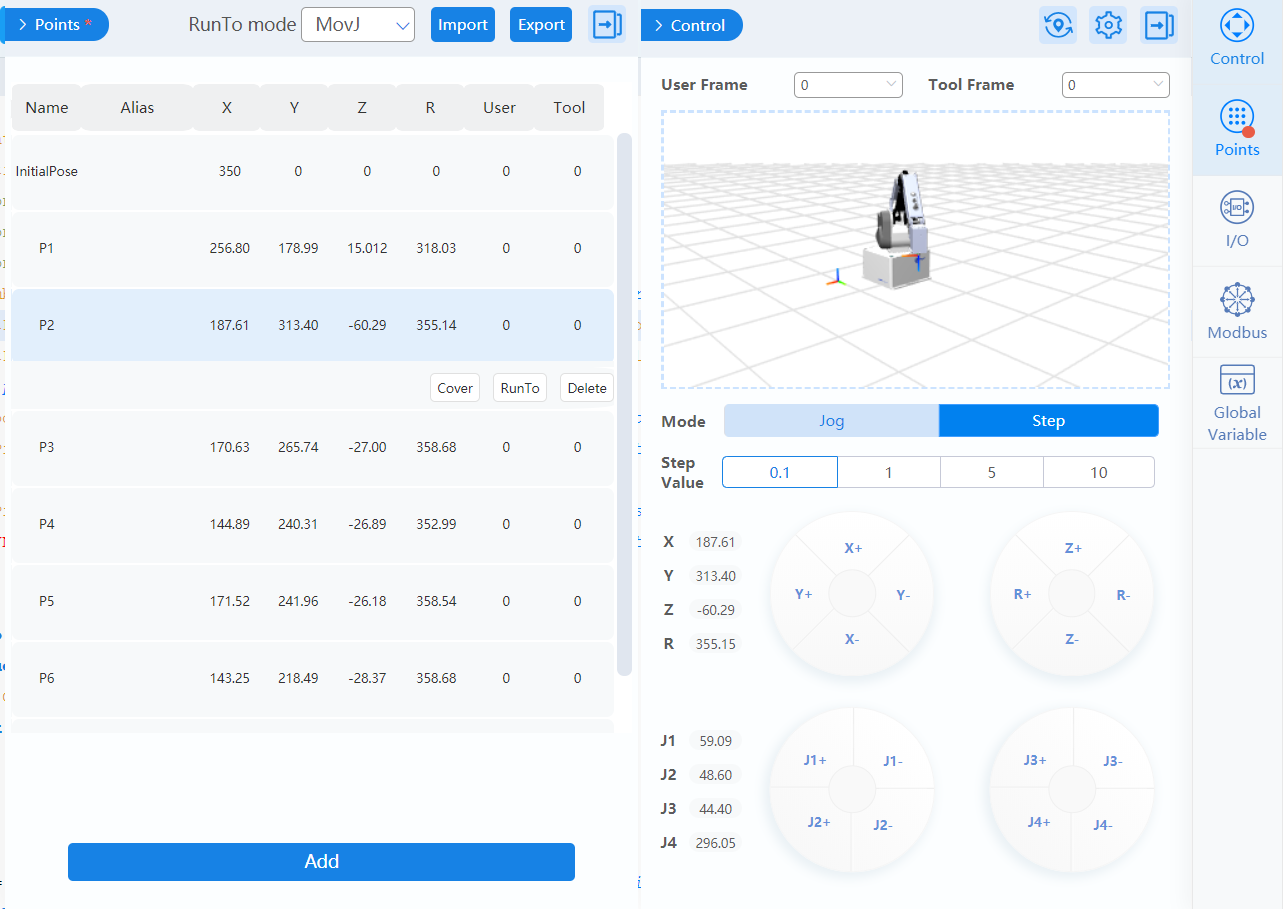 Points *
RunTo mode MovJ Import Export
Name Alias X Y Z R User Tool
InitialPose 350 0 0 0 0 0
P1 256.80 178.99 15.012 318.03 0 0
P2 187.61 313.40 -60.29 355.14 0 0
Cover RunTo Delete
P3 170.63 265.74 -27.00 358.68 0 0
P4 144.89 240.31 -26.89 352.99 0 0
P5 171.52 241.96 -26.18 358.54 0 0
P6 143.25 218.49 -28.37 358.68 0 0
Add
Control
User Frame 0 Tool Frame 0
Mode Jog Step
Step
Value
0.1 1 5 10
X 187.61
Y 313.40
Z -60.29
R 355.15
X+
Y+ Y-
X-
Z+
R+ R-
Z-
J1 59.09
J2 48.60
J3 44.40
J4 296.05
J1+ J1-
J2+ J2-
J3+ J3-
J4+ J4-
Control
Points
I/O
I/O
Modbus
(x)
Global
Variable